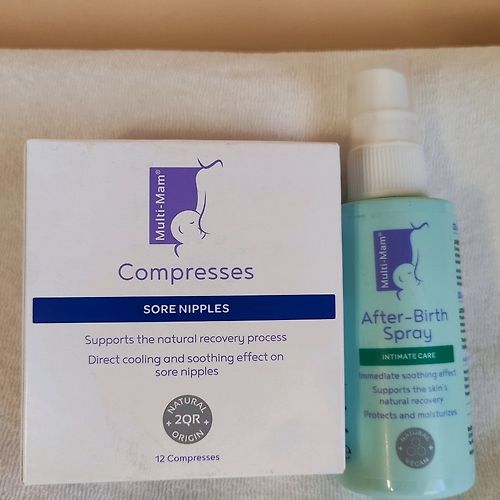 Multi-Mam®
Compresses
SORE NIPPLES
Supports the natural recovery process
Direct cooling and soothing effect on
sore nipples
NATURAL
2QR
ORIGIN
12 Compresses
Multi-Mam®
After-Birth
Spray
INTIMATE CARE
Immediate soothing effect
Supports the skin's
natural recovery
Protects and moisturizes
NATURAL
VEGAN